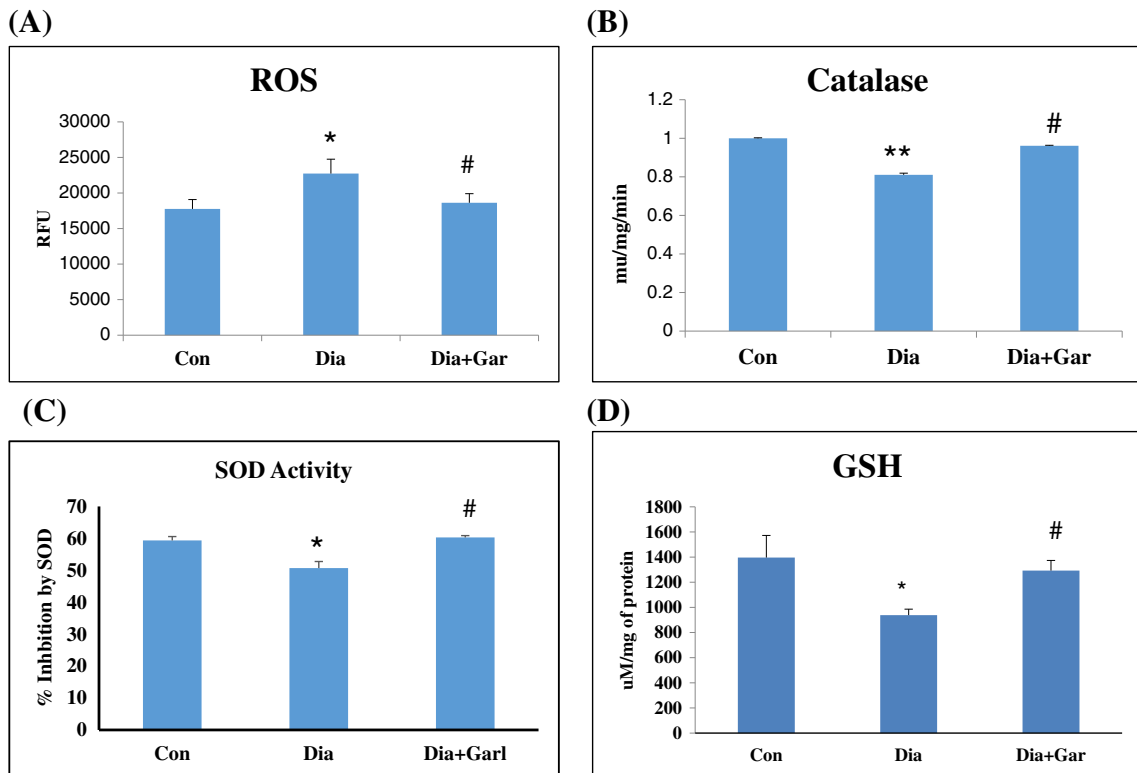 (A)
ROS
30000
25000
20000
15000
10000
5000
0
RFU
*
#
Con Dia Dia+Gar
(B)
Catalase
1.2
1
0.8
0.6
0.4
0.2
0
mu/mg/min
**
#
Con Dia Dia+Gar
(C)
SOD Activity
70
60
50
40
30
20
10
0
% Inhbition by SOD
*
#
Con Dia Dia+Garl
(D)
GSH
1800
1600
1400
1200
1000
800
600
400
200
0
uM/mg of protein
*
#
Con Dia Dia+Gar